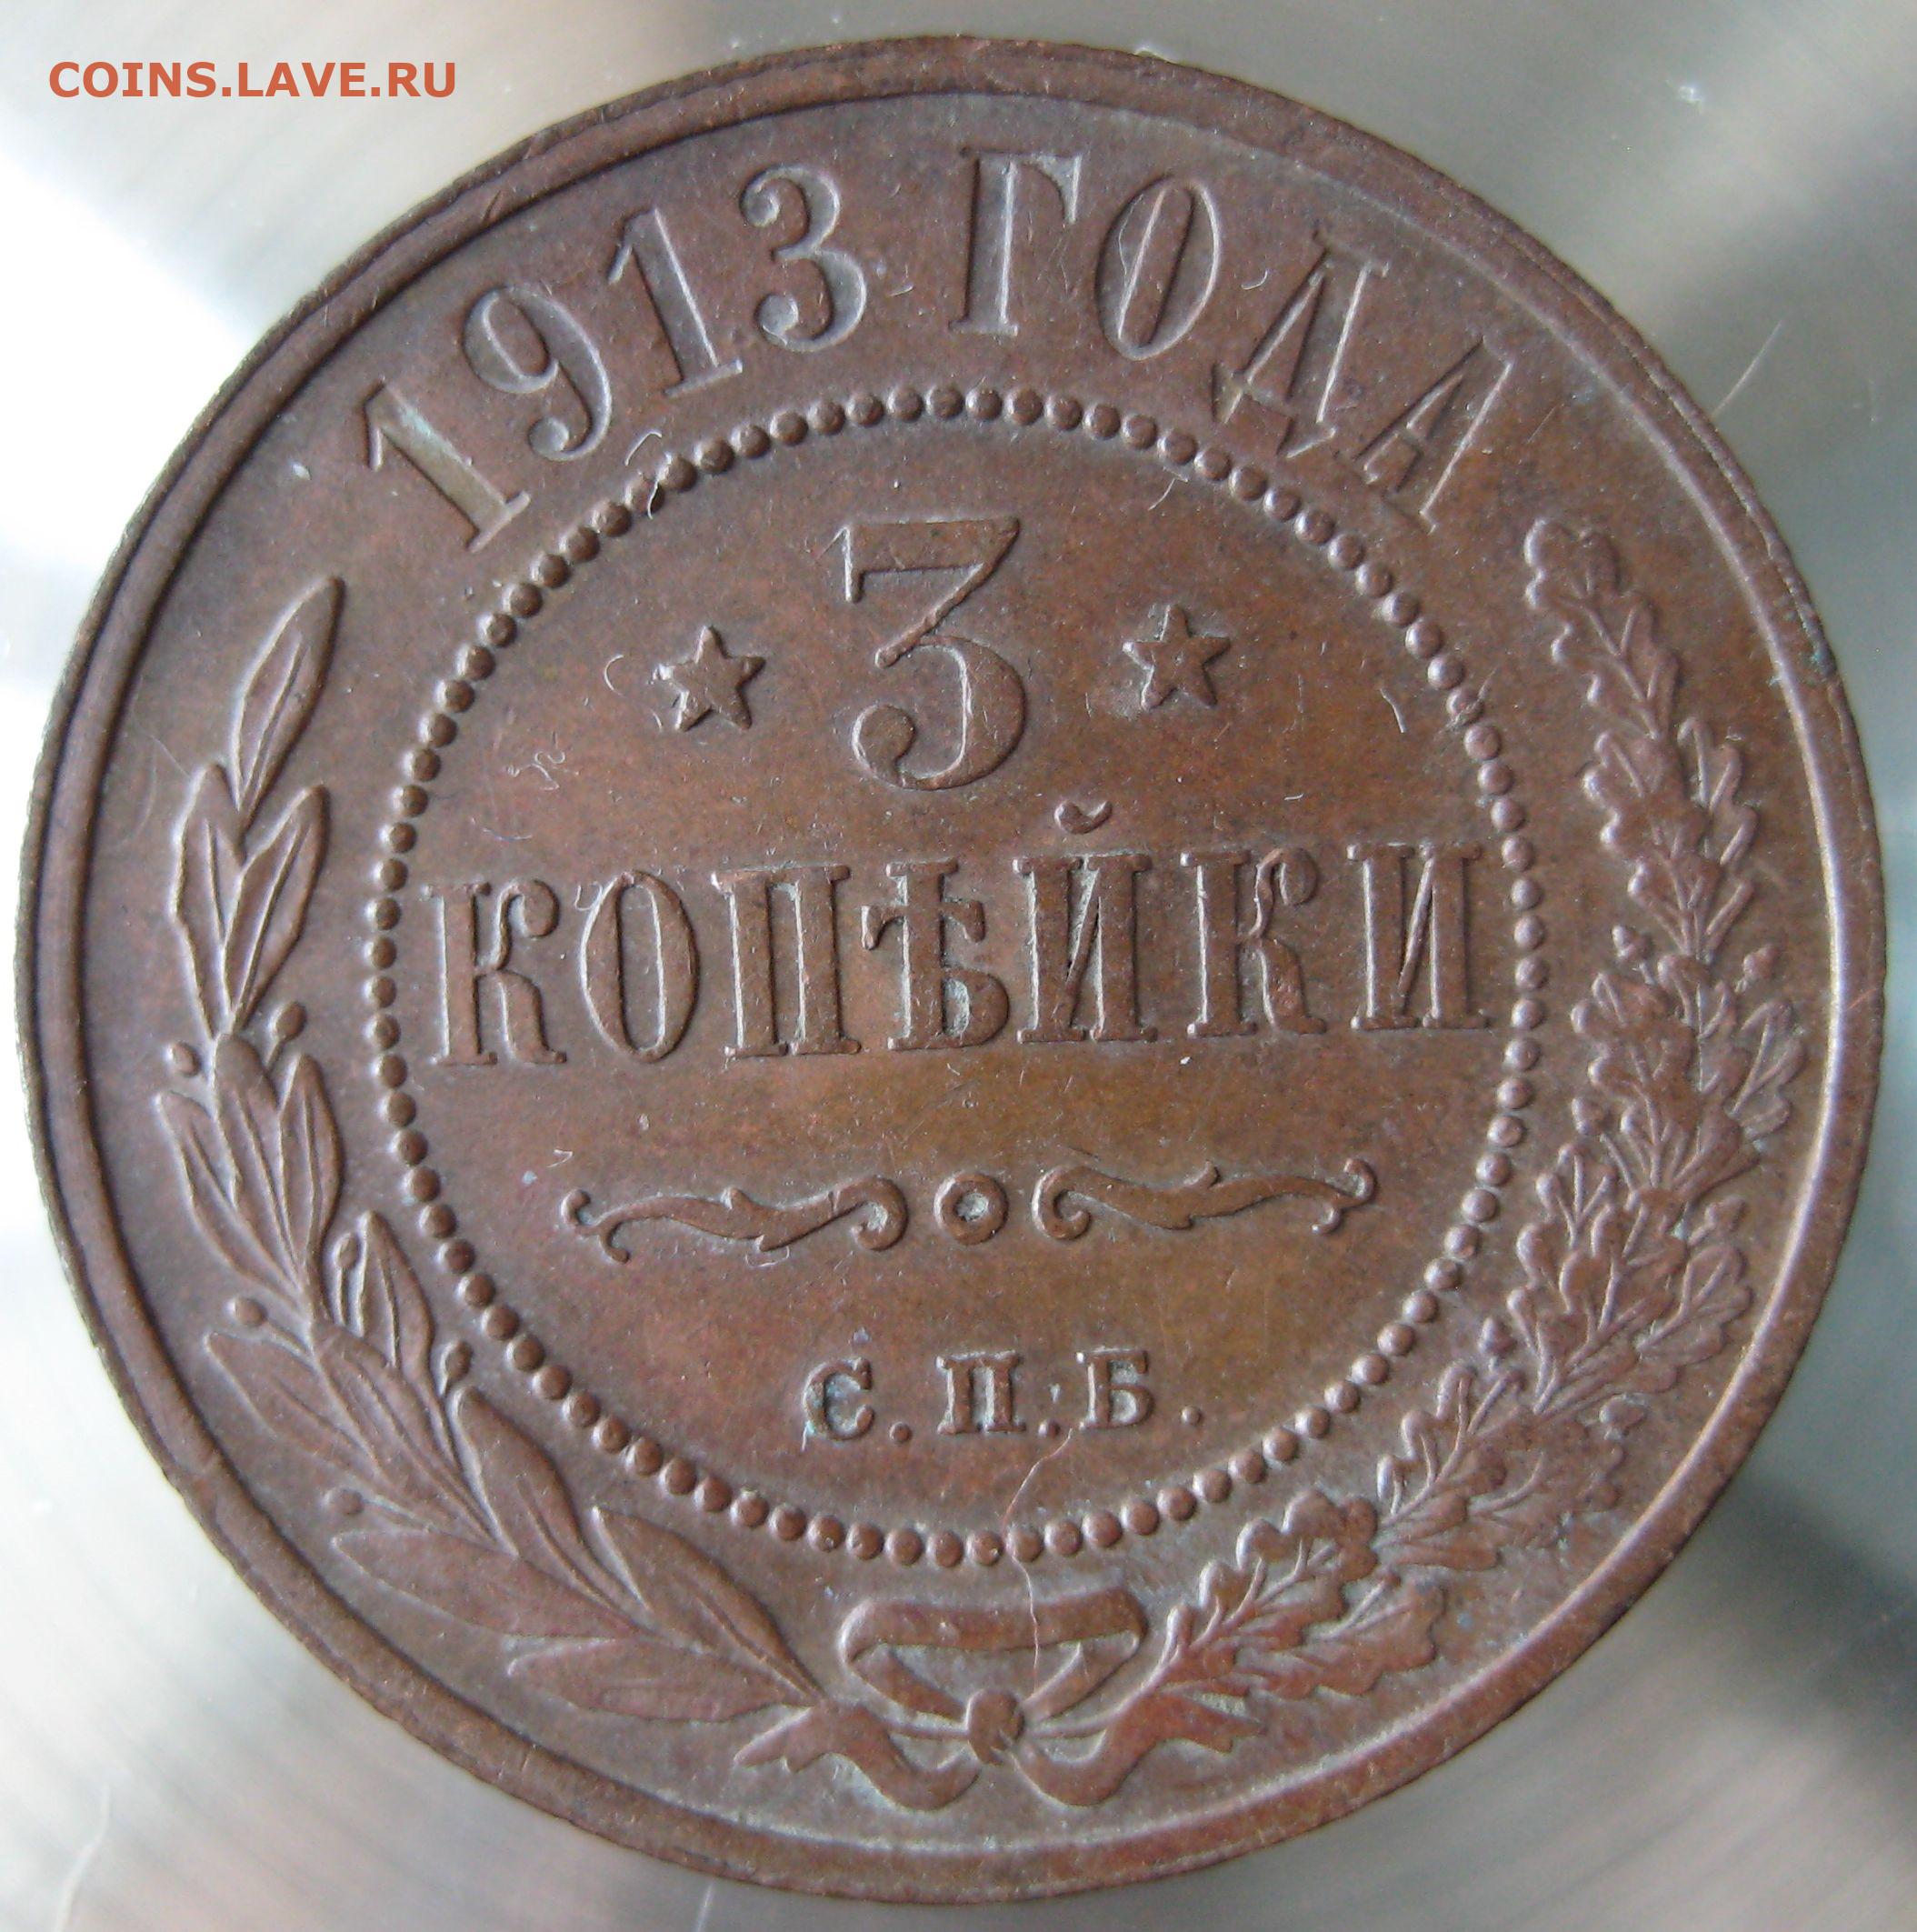 COINS.LAVE.RU
1913 ГОДА
3
КОПѢЙКИ
С.П.Б.